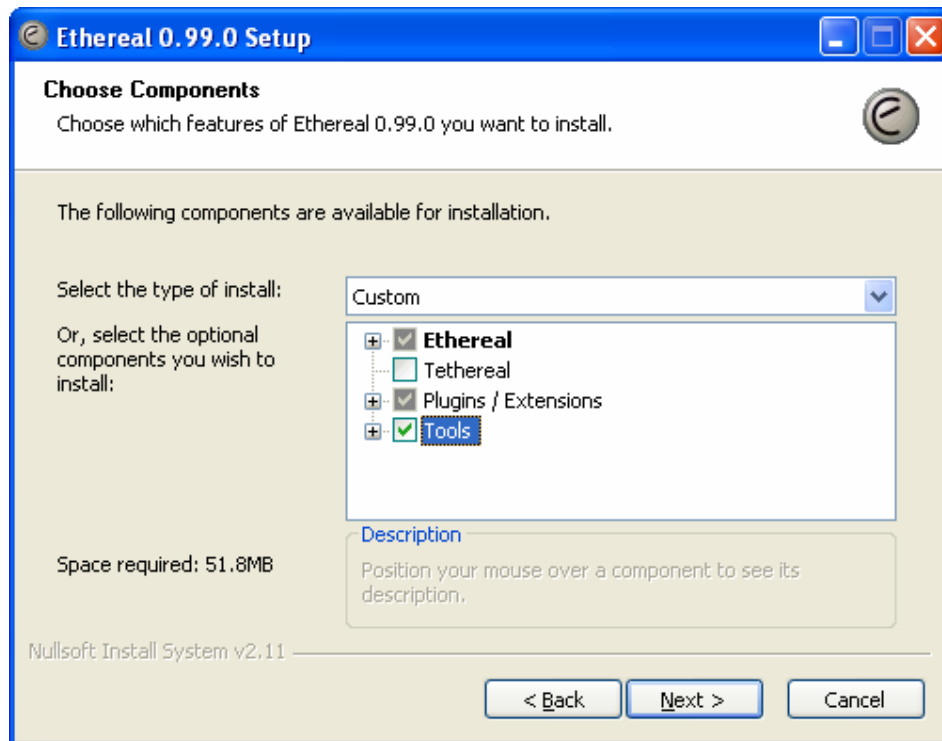 Ethereal 0.99.0 Setup
Choose Components
Choose which features of Ethereal 0.99.0 you want to install.
The following components are available for installation.
Select the type of install:
Custom
Or, select the optional
components you wish to
install:
Ethereal
Tethereal
Plugins / Extensions
Tools
Space required: 51.8MB
Description
Position your mouse over a component to see its
description.
Nullsoft Install System v2.11
< Back
Next >
Cancel